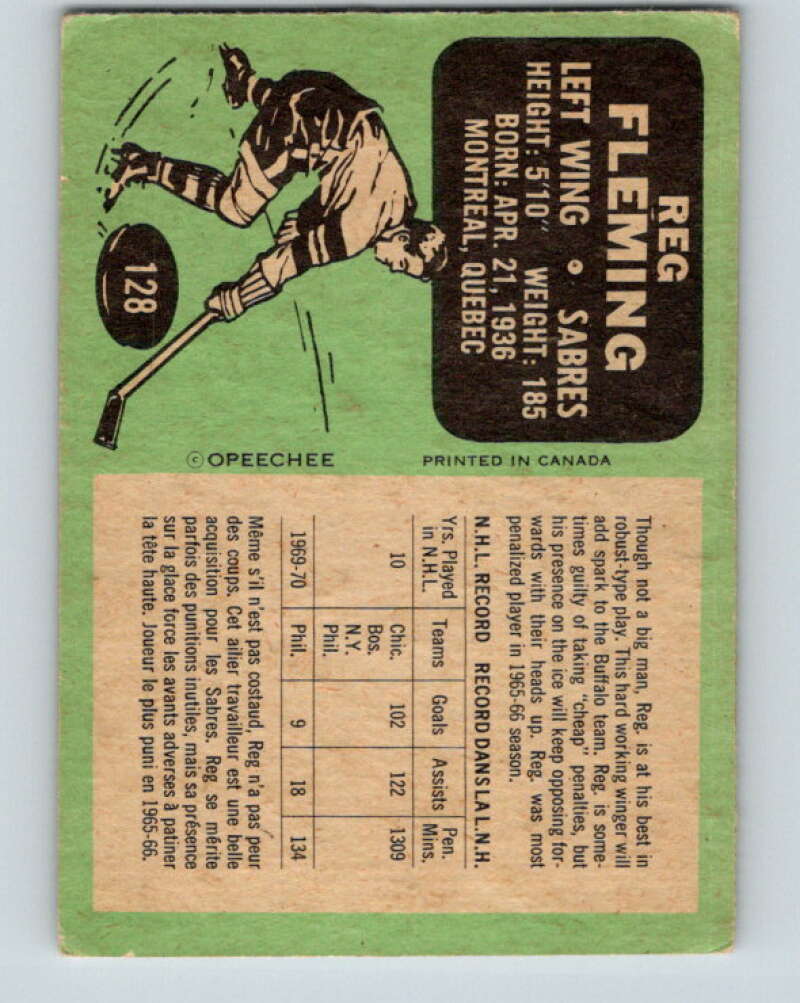 REG
FLEMING
LEFT WING • SABRES
HEIGHT: 5'10" WEIGHT: 185
BORN: APR. 21, 1936
MONTREAL, QUEBEC
128
© OPEECHEE
PRINTED IN CANADA
Though not a big man, Reg. is at his best in
robust-type play. This hard working winger will
add spark to the Buffalo team. Reg. is some-
times guilty of taking "cheap" penalties, but
his presence on the ice will keep opposing for-
wards with their heads up. Reg. was most
penalized player in 1965-66 season.
N.H.L. RECORD RECORD DANS LA L.N.H.
Yrs. Played in N.H.L. Teams Goals Assists Pen. Mins.
10 Chic. 102 122 1309
Bos.
N.Y.
Phil.
1969-70 Phil. 9 18 134
Même s'il n'est pas costaud, Reg n'a pas peur
des coups. Cet ailier travailleur est une belle
acquisition pour les Sabres. Reg se mérite
parfois des punitions inutiles, mais sa présence
sur la glace force les avants adverses à patiner
la tête haute. Joueur le plus puni en 1965-66.